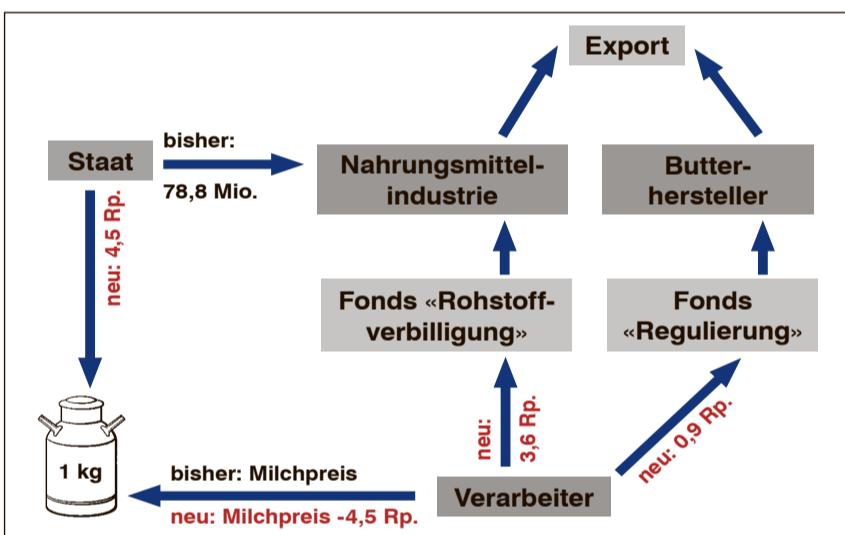 Export
bisher:
Staat
78,8 Mio.
Nahrungsmittel-
industrie
Butter-
hersteller
neu: 4,5 Rp.
Fonds «Rohstoff-
verbilligung»
Fonds
«Regulierung»
neu:
3,6 Rp.
neu: 0,9 Rp.
1 kg
bisher: Milchpreis
neu: Milchpreis -4,5 Rp.
Verarbeiter